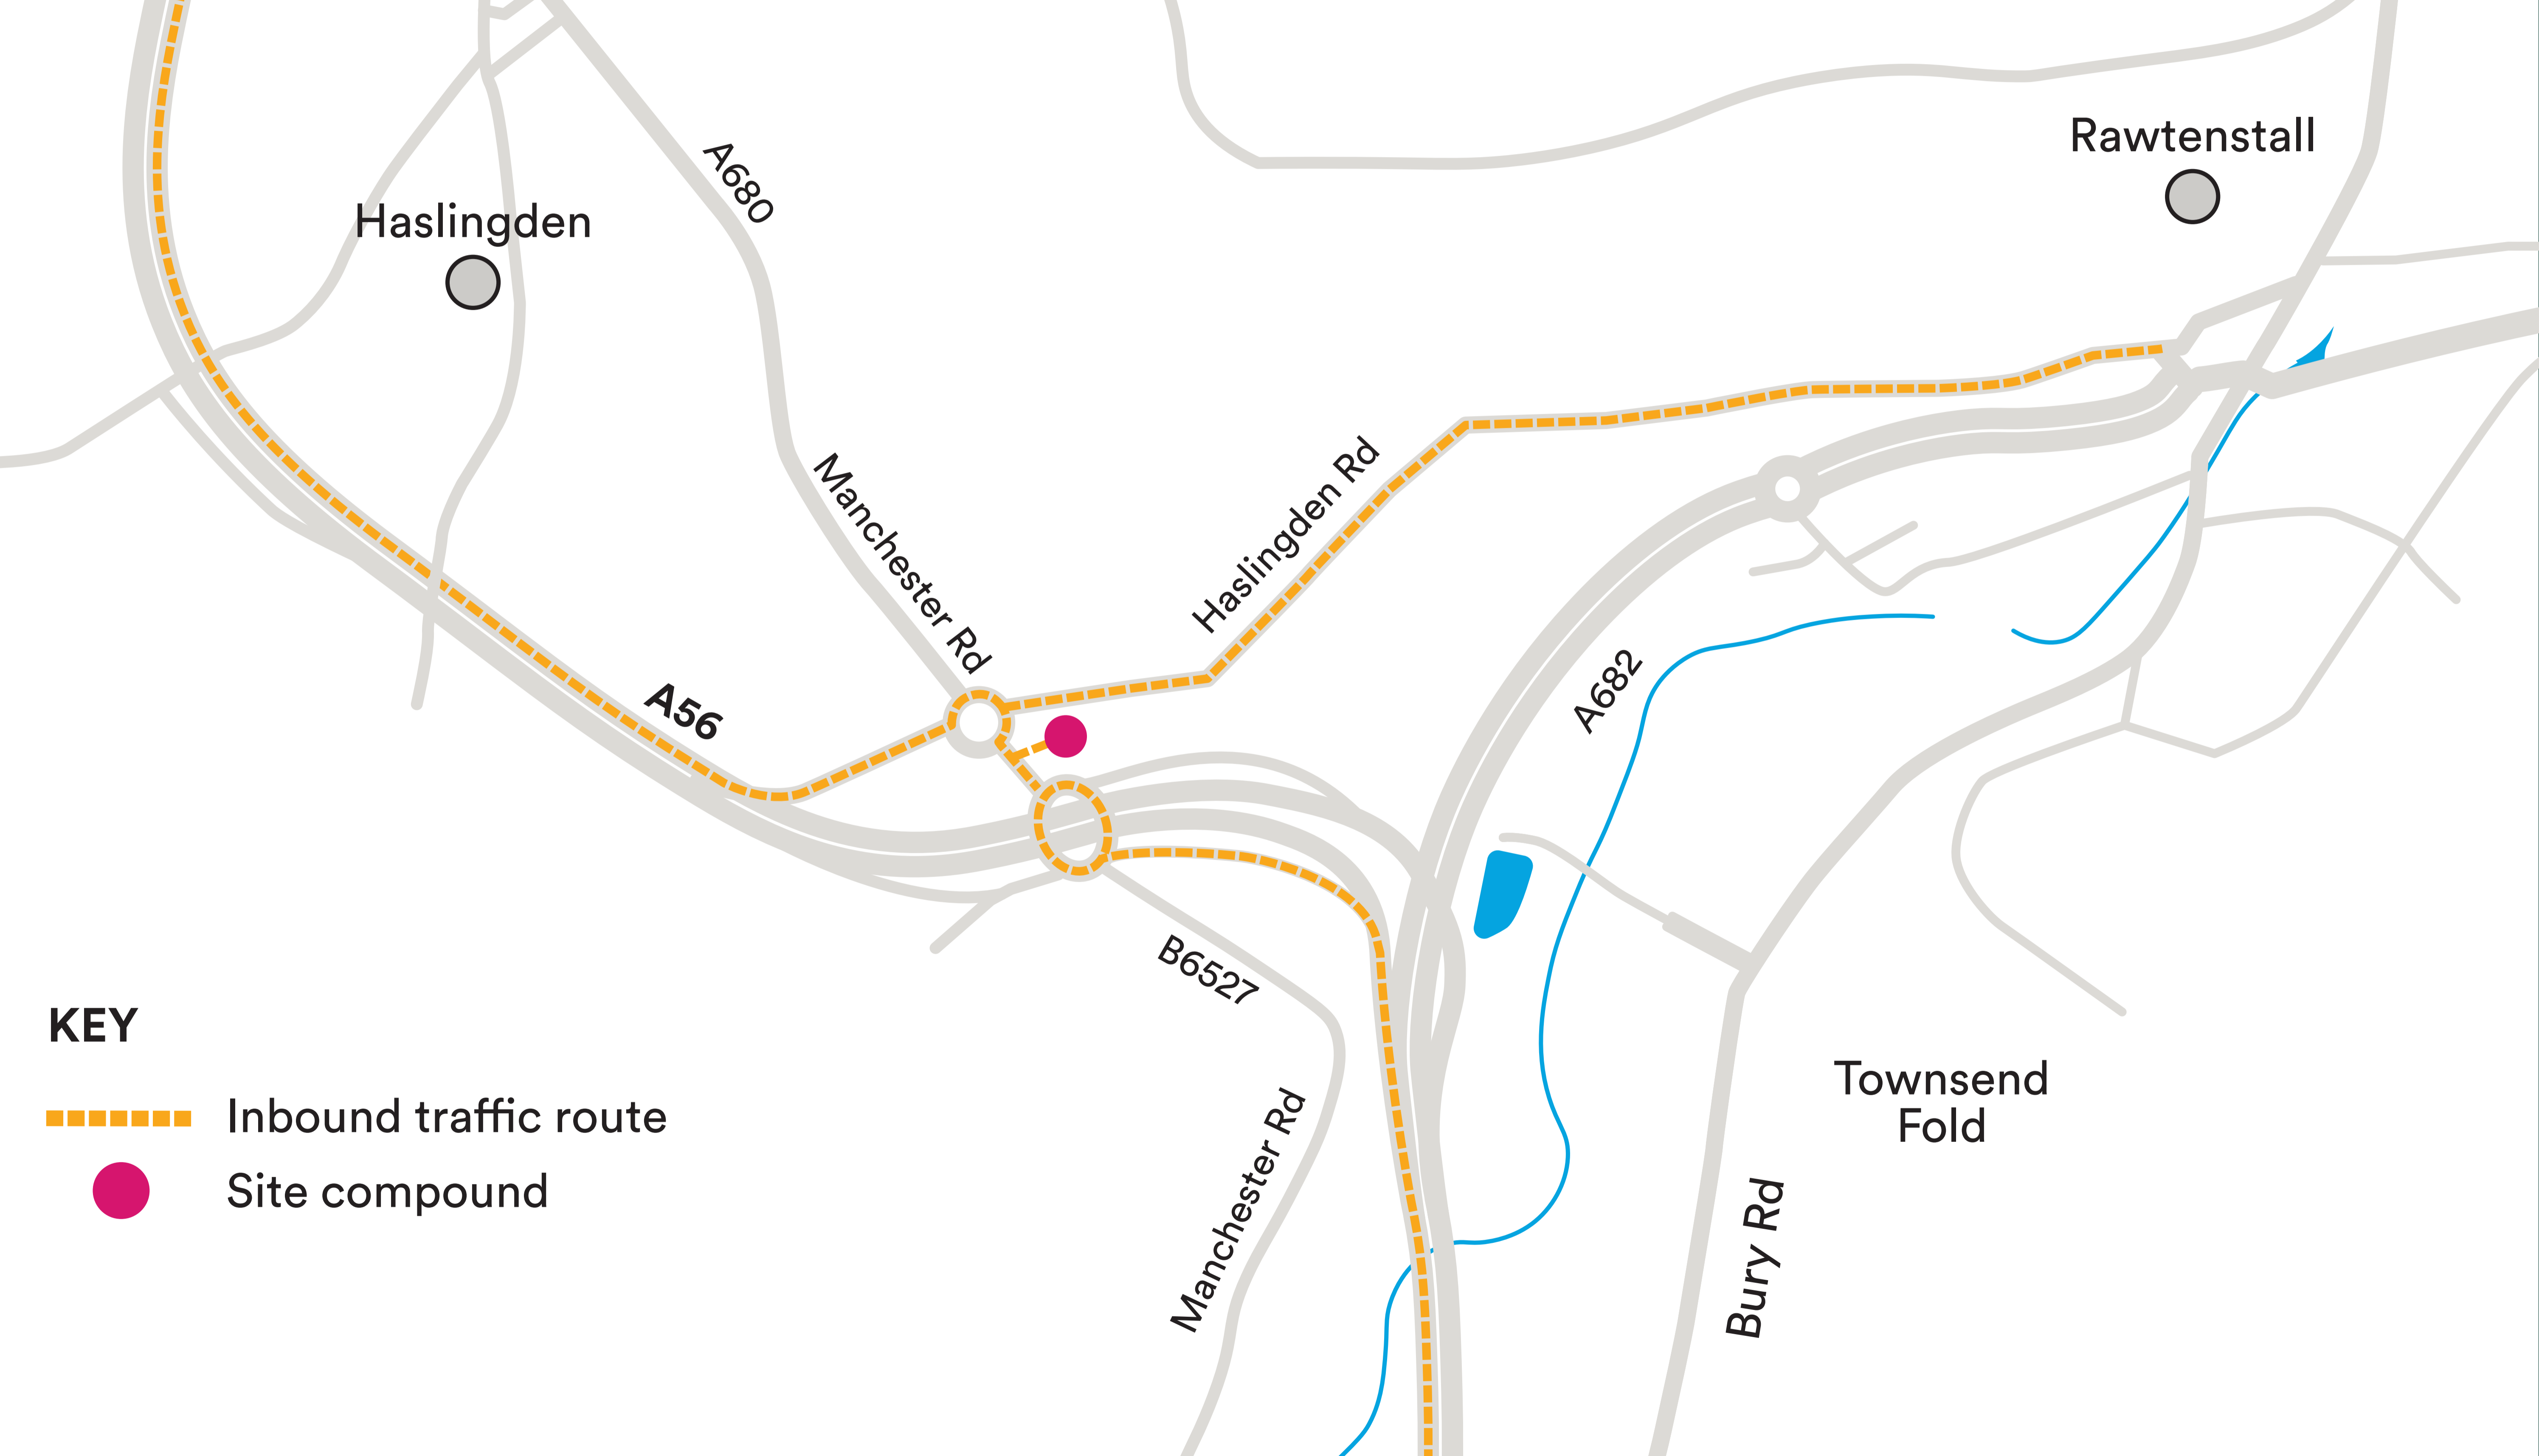 Rawtenstall
A680
Haslingden
Manchester Rd
Haslingden Rd
A56
A682
B6527
KEY
Inbound traffic route
Site compound
Manchester Rd
Townsend
Fold
Bury Rd